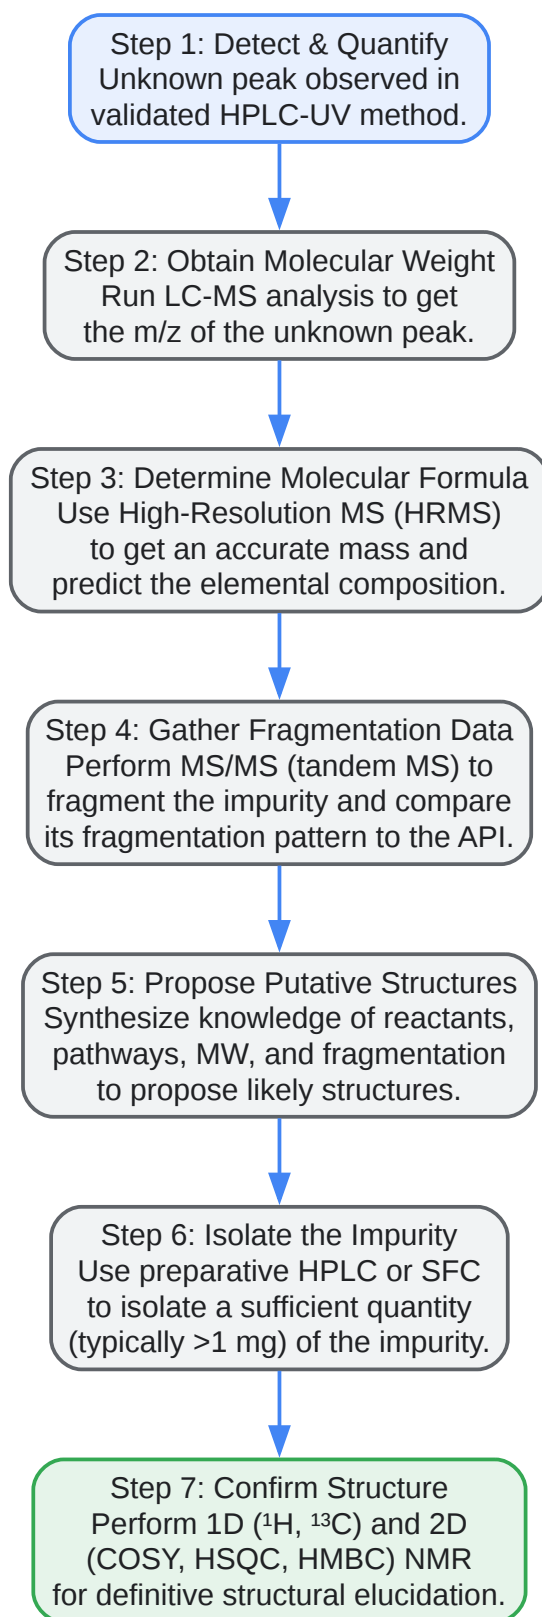 Step 1: Detect & Quantify
Unknown peak observed in
validated HPLC-UV method.
Step 2: Obtain Molecular Weight
Run LC-MS analysis to get
the m/z of the unknown peak.
Step 3: Determine Molecular Formula
Use High-Resolution MS (HRMS)
to get an accurate mass and
predict the elemental composition.
Step 4: Gather Fragmentation Data
Perform MS/MS (tandem MS) to
fragment the impurity and compare
its fragmentation pattern to the API.
Step 5: Propose Putative Structures
Synthesize knowledge of reactants,
pathways, MW, and fragmentation
to propose likely structures.
Step 6: Isolate the Impurity
Use preparative HPLC or SFC
to isolate a sufficient quantity
(typically >1 mg) of the impurity.
Step 7: Confirm Structure
Perform 1D (¹H, ¹³C) and 2D
(COSY, HSQC, HMBC) NMR
for definitive structural elucidation.